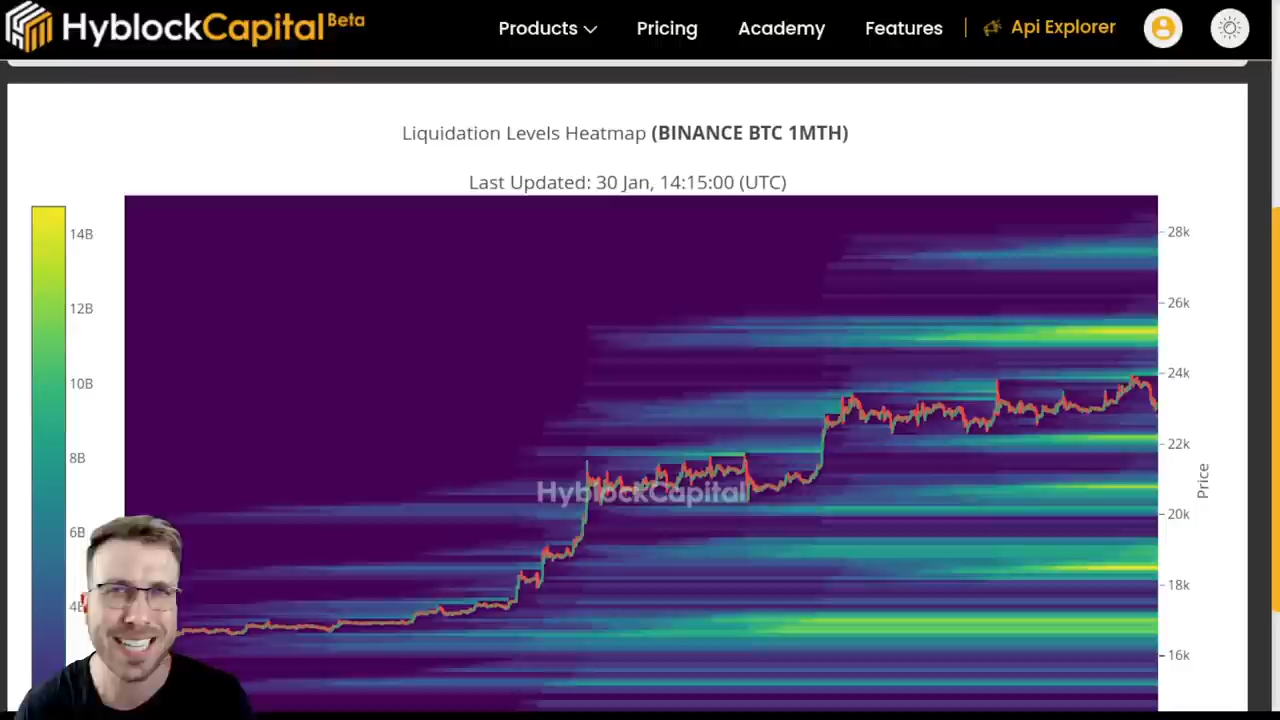 HyblockCapital Beta
Products Pricing Academy Features Api Explorer
Liquidation Levels Heatmap (BINANCE BTC 1MTH)
Last Updated: 30 Jan, 14:15:00 (UTC)
14B
12B
10B
8B
6B
28k
26k
24k
22k
20k
18k
16k
Price
HyblockCapital